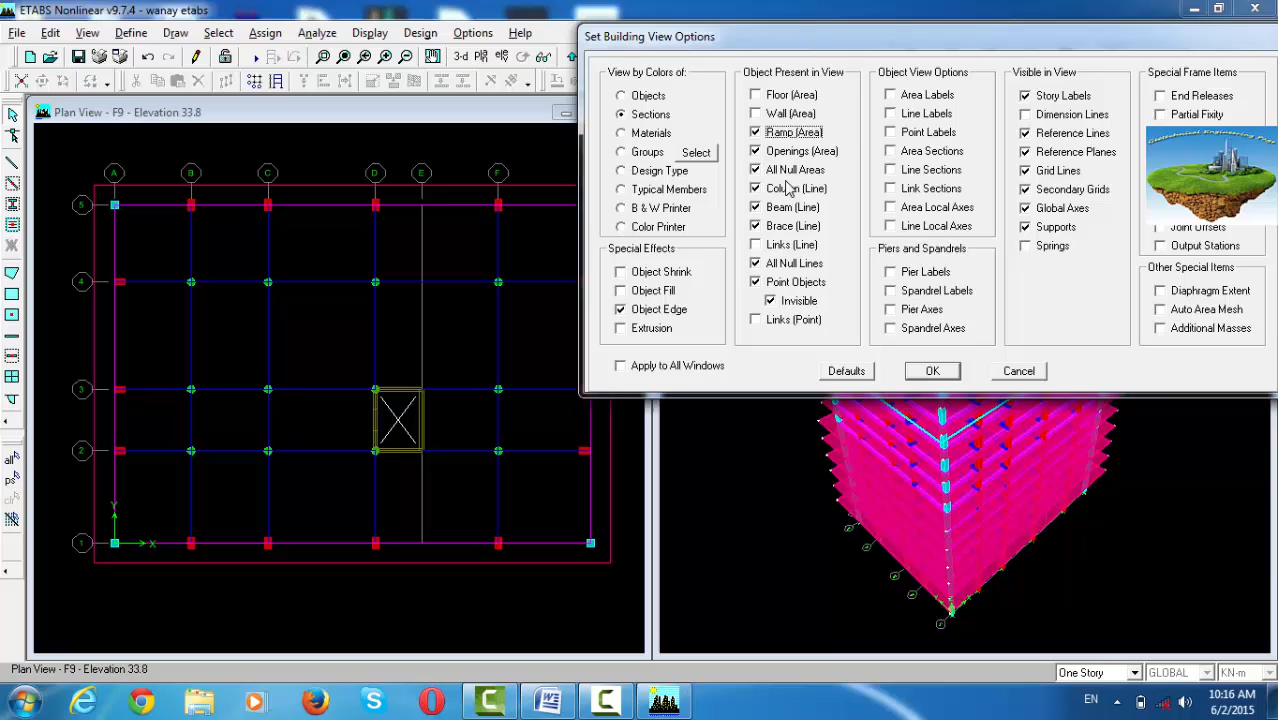 ETABS Nonlinear v9.7.4 - wanay etabs
File Edit View Define Draw Select Assign Analyze Display Design Options Help
3-d
Plan View - F9 - Elevation 33.8
A B C D E F
5
4
3
2
1
Y
X
all
ps
clr
Set Building View Options
View by Colors of:
Objects
Sections
Materials
Groups
Select
Design Type
Typical Members
B & W Printer
Color Printer
Special Effects
Object Shrink
Object Fill
Object Edge
Extrusion
Apply to All Windows
Object Present in View
Floor (Area)
Wall (Area)
Ramp (Area)
Openings (Area)
All Null Areas
Column (Line)
Beam (Line)
Brace (Line)
Links (Line)
All Null Lines
Point Objects
Invisible
Links (Point)
Object View Options
Area Labels
Line Labels
Point Labels
Area Sections
Line Sections
Link Sections
Area Local Axes
Line Local Axes
Piers and Spandrels
Pier Labels
Spandrel Labels
Pier Axes
Spandrel Axes
Visible in View
Story Labels
Dimension Lines
Reference Lines
Reference Planes
Grid Lines
Secondary Grids
Global Axes
Supports
Springs
Special Frame Items
End Releases
Partial Fixity
Joint Offsets
Output Stations
Other Special Items
Diaphragm Extent
Auto Area Mesh
Additional Masses
Defaults
OK
Cancel
Plan View - F9 - Elevation 33.8
One Story
GLOBAL
KN-m
EN
10:16 AM
6/2/2015